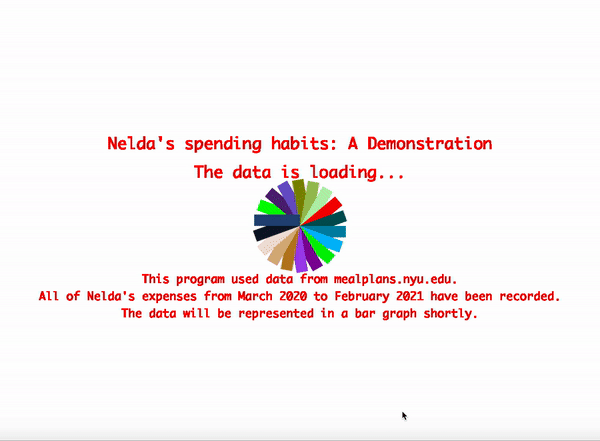 Nelda's spending habits: A Demonstration
The data is loading...
This program used data from mealplans.nyu.edu.
All of Nelda's expenses from March 2020 to February 2021 have been recorded.
The data will be represented in a bar graph shortly.